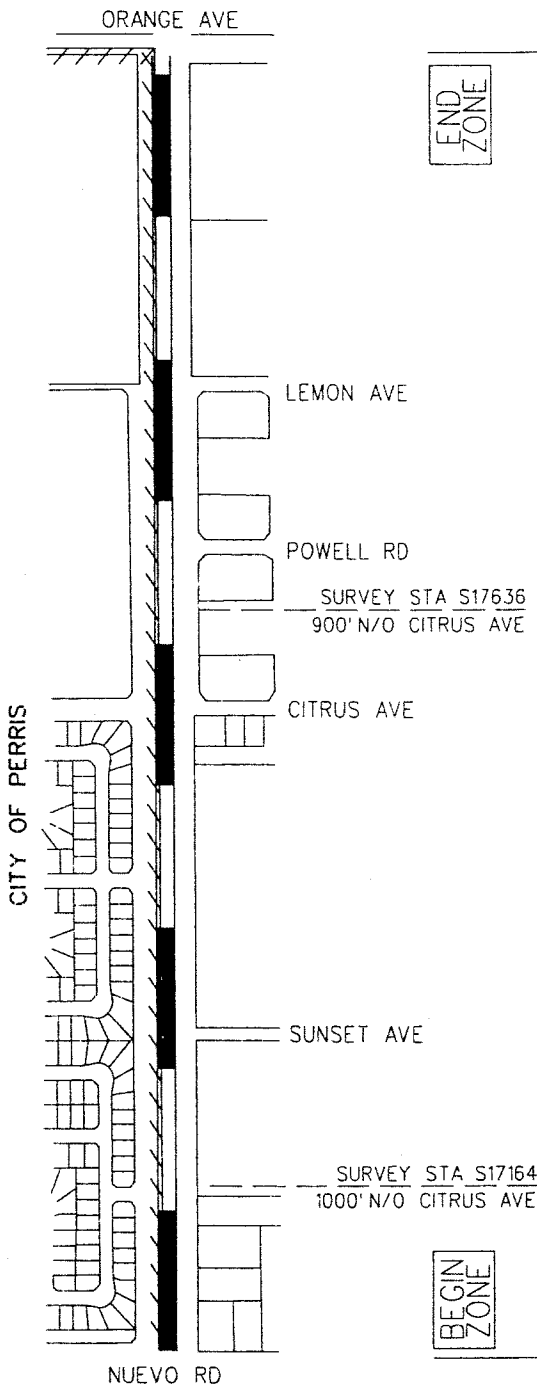 ORANGE AVE
END
ZONE
LEMON AVE
POWELL RD
SURVEY STA S17636
900' N/O CITRUS AVE
CITRUS AVE
CITY OF PERRIS
SUNSET AVE
SURVEY STA S17164
1000' N/O CITRUS AVE
BEGIN
ZONE
NUEVO RD